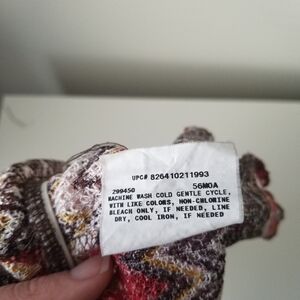 UPC# 826410211993
299450 S6M0A
MACHINE WASH COLD GENTLE CYCLE,
WITH LIKE COLORS, NON-CHLORINE
BLEACH ONLY, IF NEEDED, LINE
DRY, COOL IRON, IF NEEDED